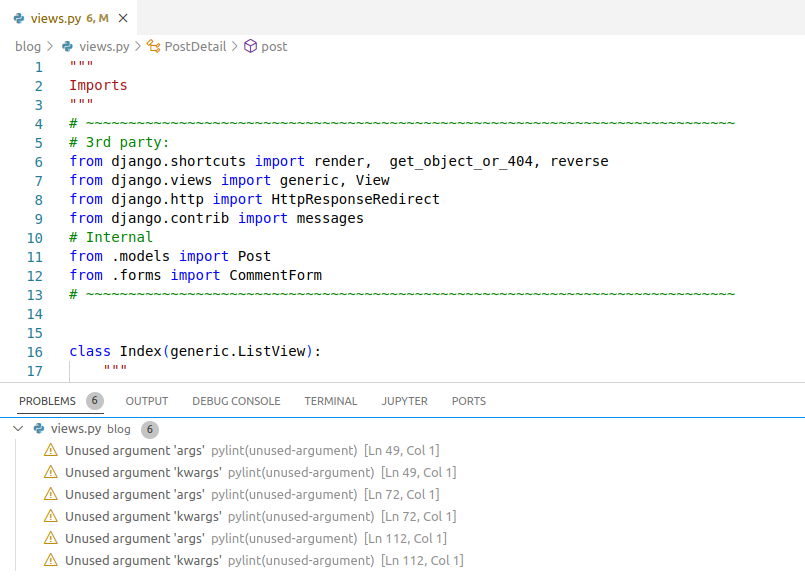 views.py 6, M
blog > views.py > PostDetail > post
1 """
2 Imports
3 """
4 # ~~~~~~~~~~~~~~~~~~~~~~~~~~~~~~~~~~~~~~~~~~~~~~~~~~~~~~~~~~~~~~~~~~~~~~~~~~~~~
5 # 3rd party:
6 from django.shortcuts import render,  get_object_or_404, reverse
7 from django.views import generic, View
8 from django.http import HttpResponseRedirect
9 from django.contrib import messages
10 # Internal
11 from .models import Post
12 from .forms import CommentForm
13 # ~~~~~~~~~~~~~~~~~~~~~~~~~~~~~~~~~~~~~~~~~~~~~~~~~~~~~~~~~~~~~~~~~~~~~~~~~~~~~
14
15
16 class Index(generic.ListView):
17     """
PROBLEMS 6 OUTPUT DEBUG CONSOLE TERMINAL JUPYTER PORTS
views.py blog 6
Unused argument 'args' pylint(unused-argument) [Ln 49, Col 1]
Unused argument 'kwargs' pylint(unused-argument) [Ln 49, Col 1]
Unused argument 'args' pylint(unused-argument) [Ln 72, Col 1]
Unused argument 'kwargs' pylint(unused-argument) [Ln 72, Col 1]
Unused argument 'args' pylint(unused-argument) [Ln 112, Col 1]
Unused argument 'kwargs' pylint(unused-argument) [Ln 112, Col 1]